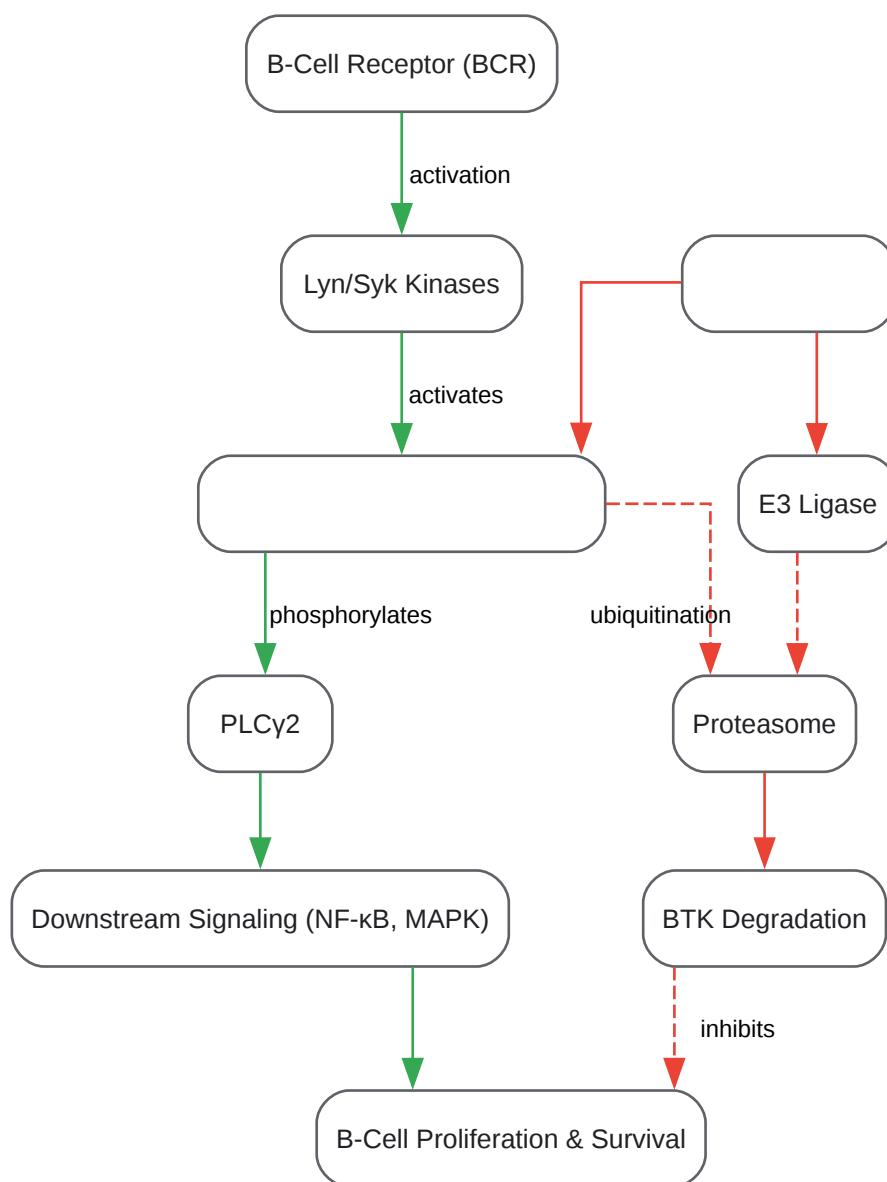 B-Cell Receptor (BCR)
activation
Lyn/Syk Kinases
activates
E3 Ligase
phosphorylates
ubiquitination
PLCγ2
Proteasome
Downstream Signaling (NF-κB, MAPK)
BTK Degradation
inhibits
B-Cell Proliferation & Survival